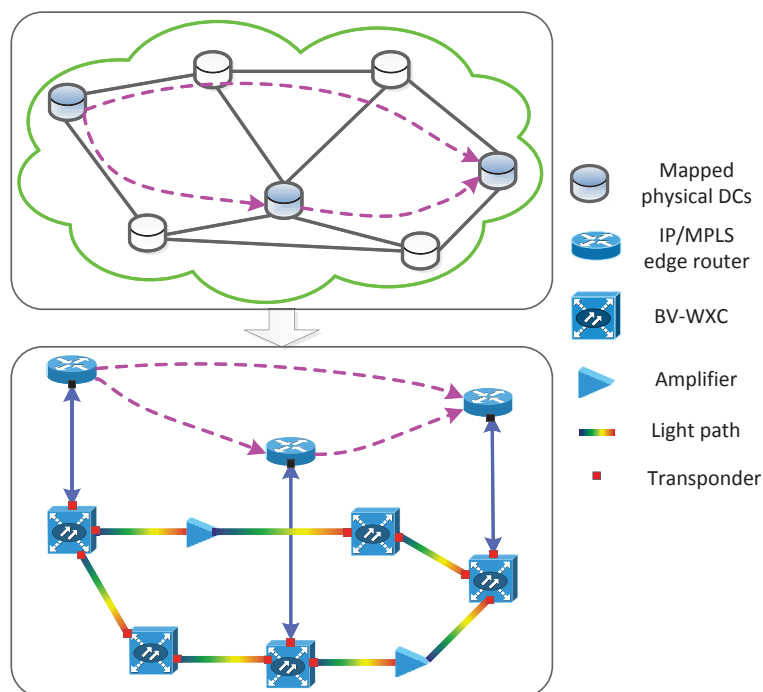 Mapped
physical DCs
IP/MPLS
edge router
BV-WXC
Amplifier
Light path
Transponder